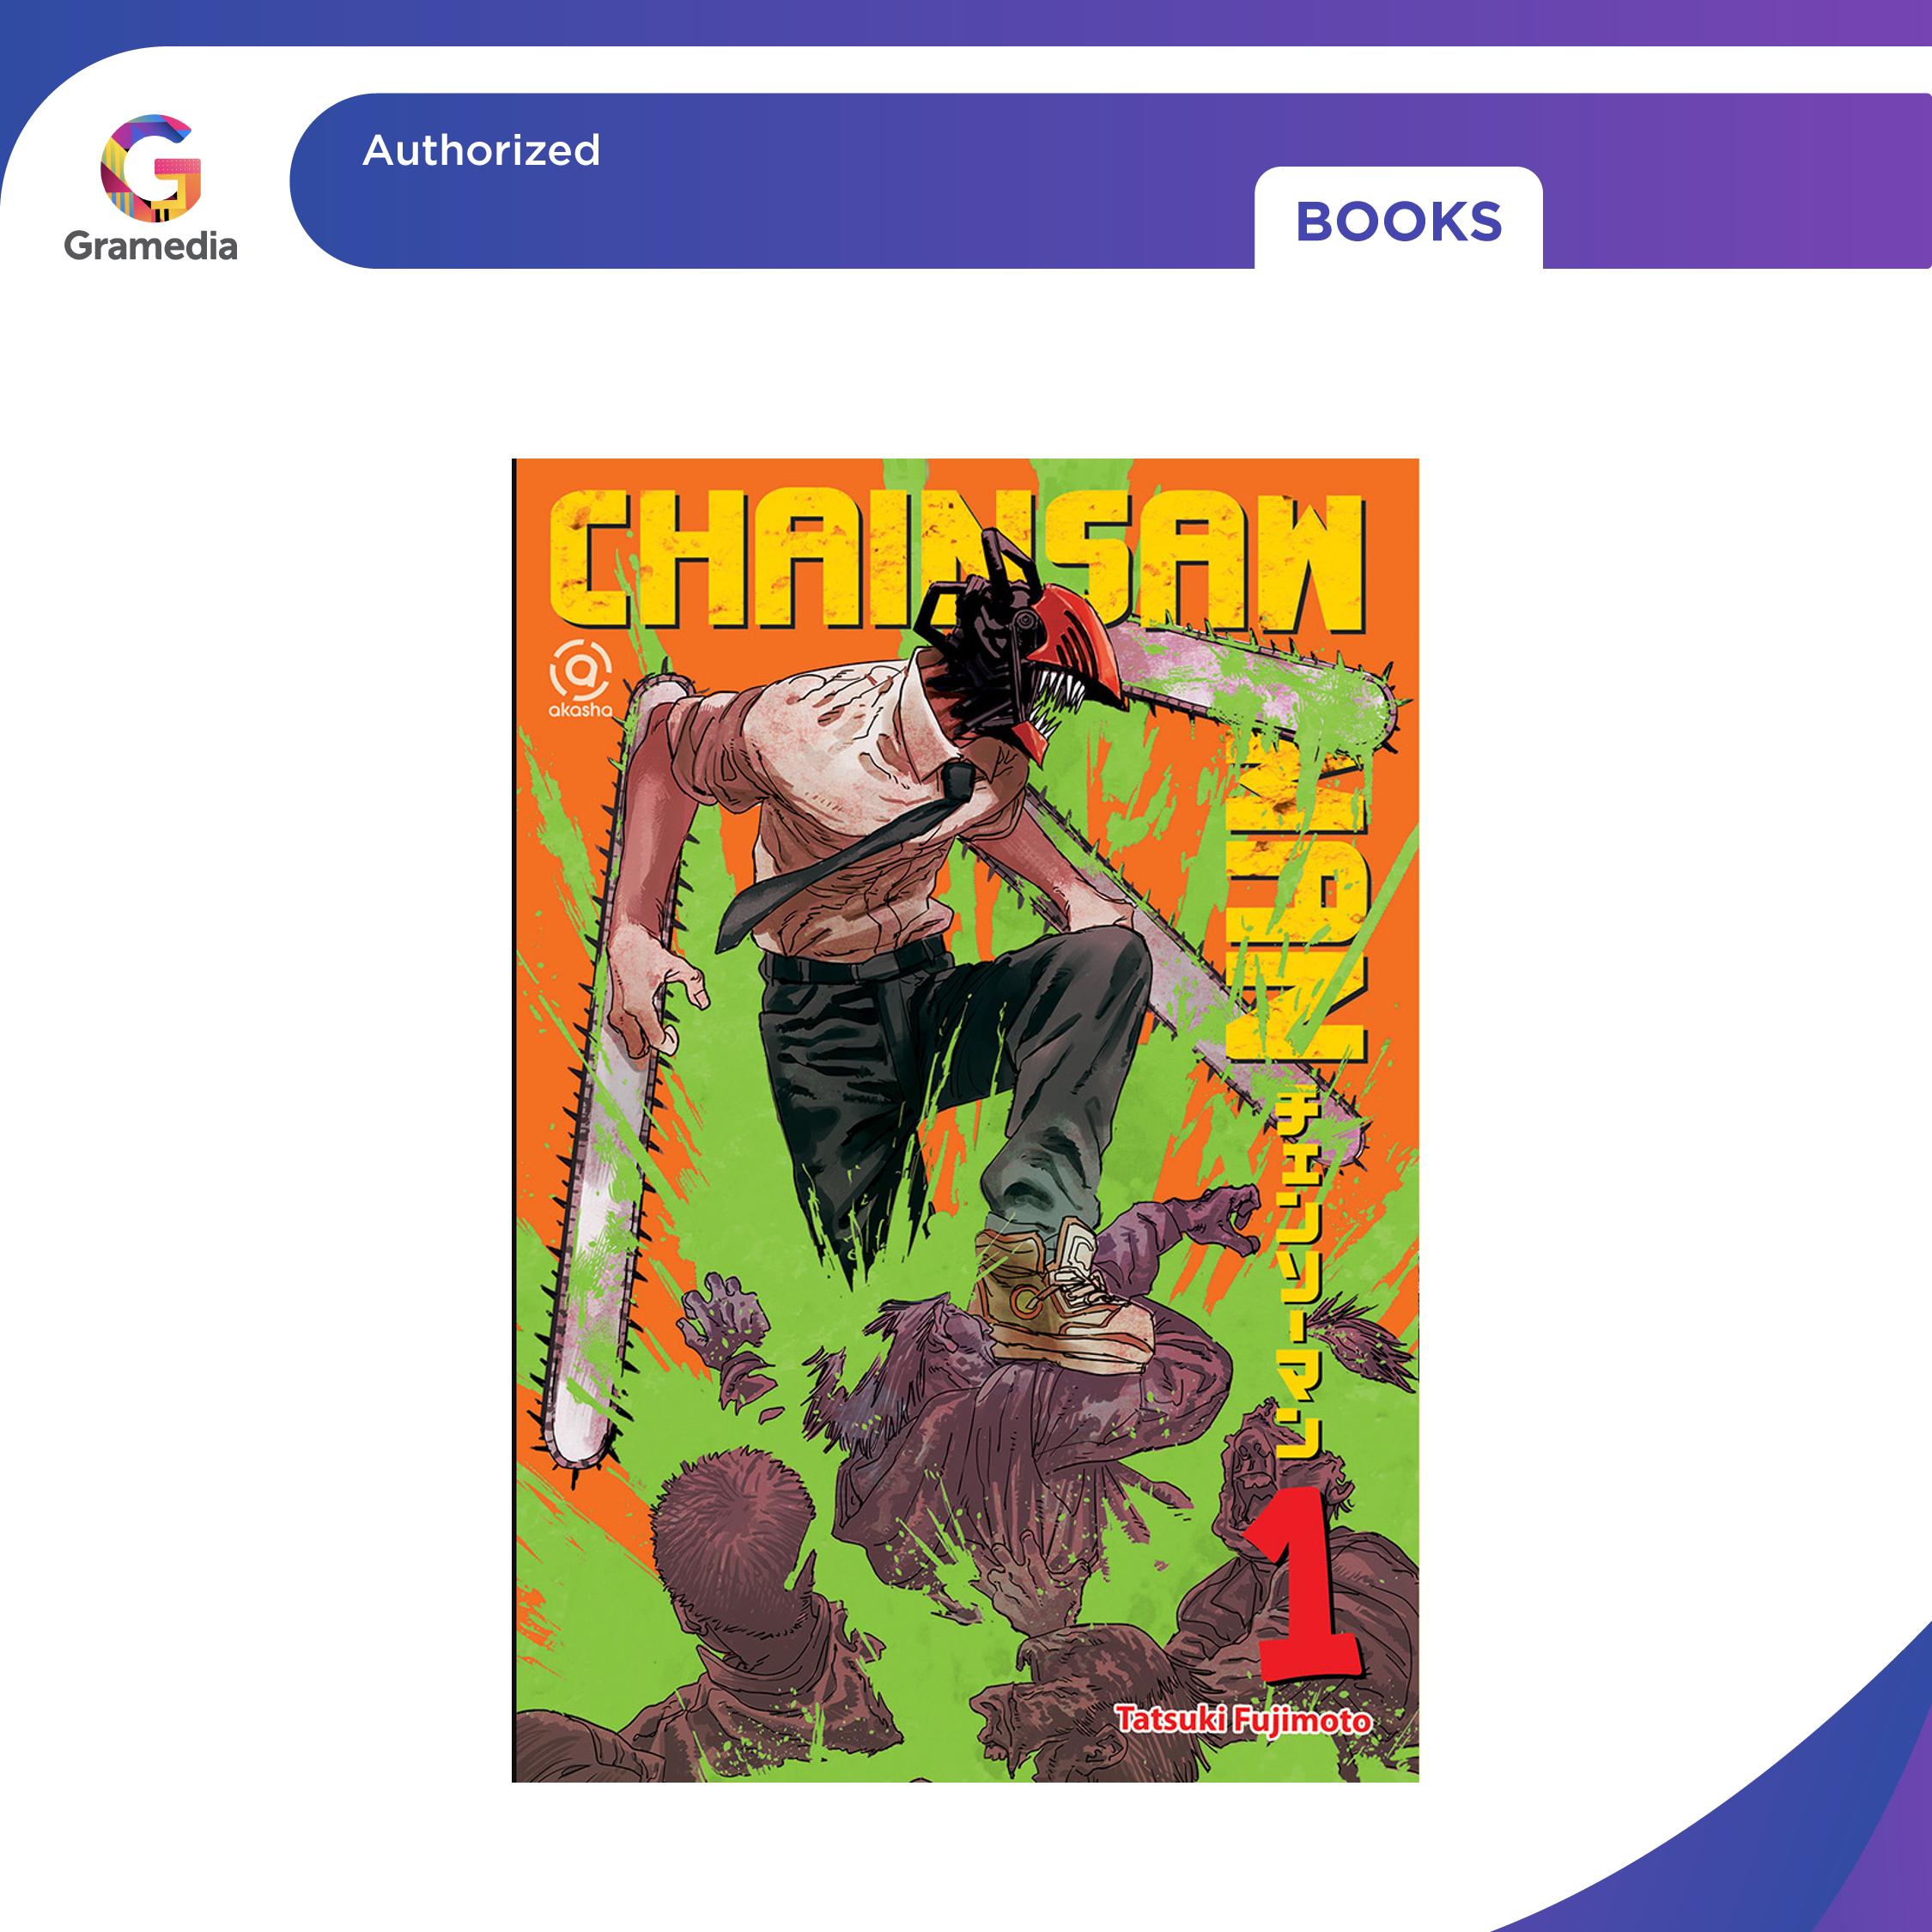 Gramedia
Authorized
BOOKS
CHAINSAW
MAN
akasha
チェンソーマン
1
Tatsuki Fujimoto